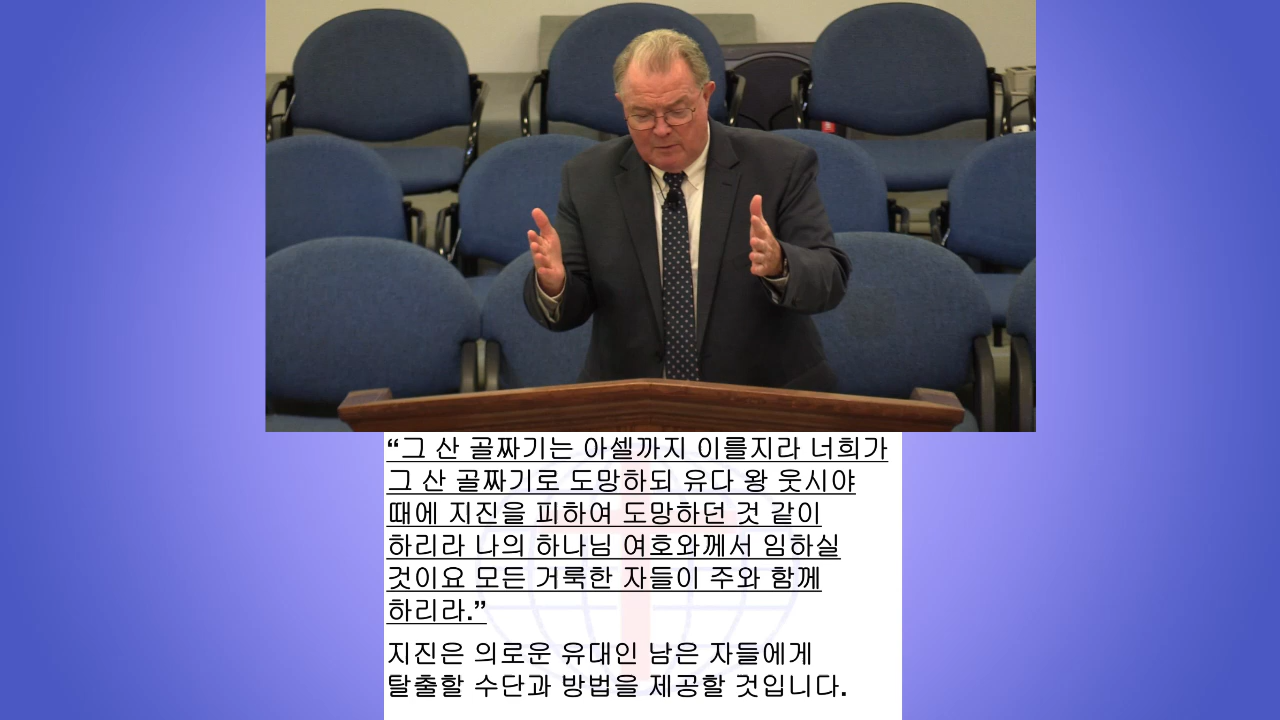 “그 산 골짜기는 아셀까지 이를지라 너희가
그 산 골짜기로 도망하되 유다 왕 웃시야
때에 지진을 피하여 도망하던 것 같이
하리라 나의 하나님 여호와께서 임하실
것이요 모든 거룩한 자들이 주와 함께
하리라.”
지진은 의로운 유대인 남은 자들에게
탈출할 수단과 방법을 제공할 것입니다.